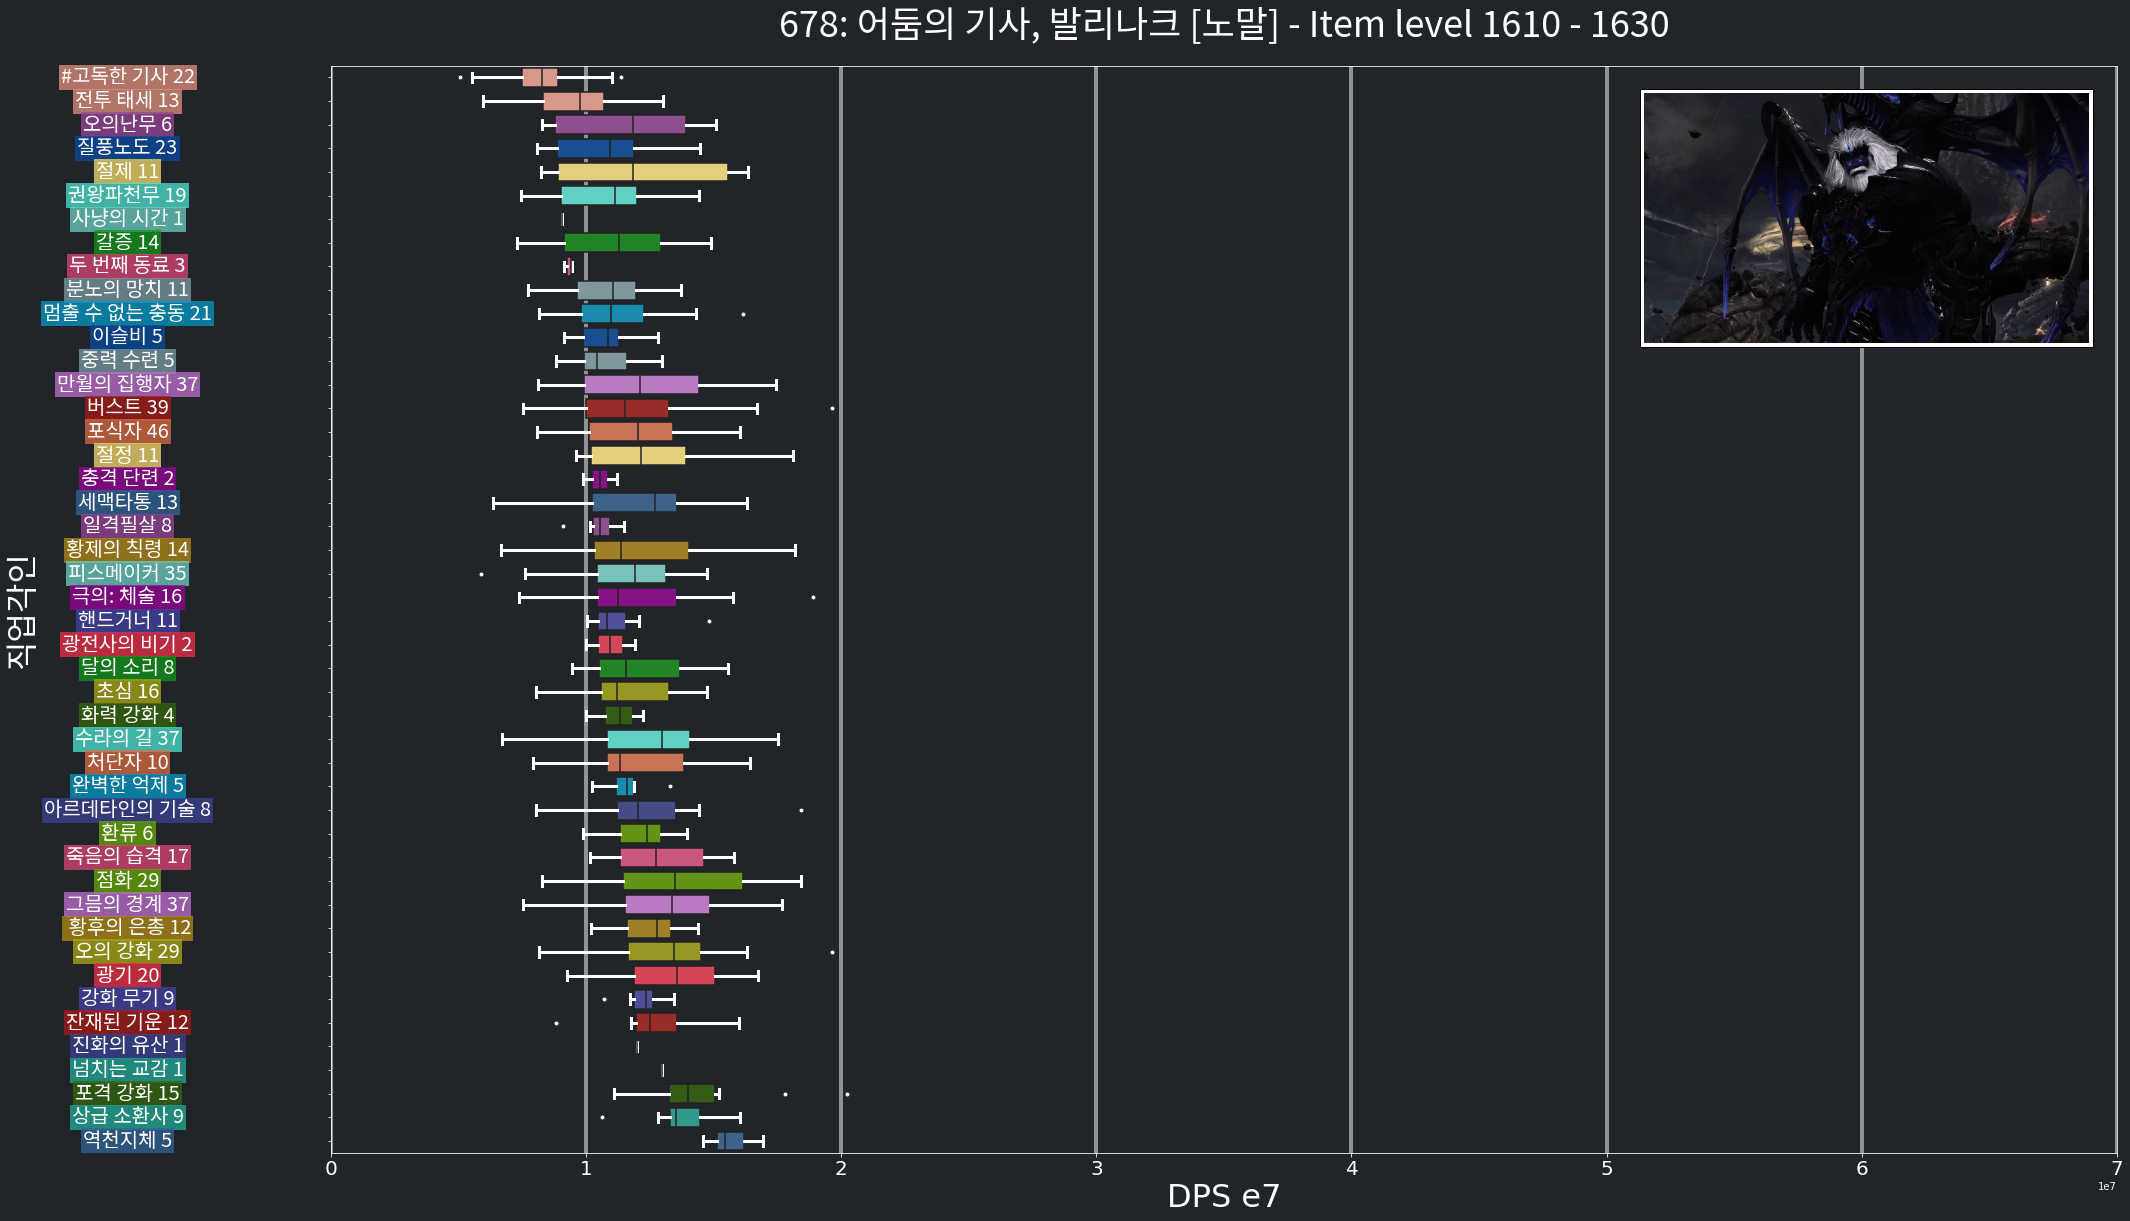 678: 어둠의 기사, 발리나크 [노말] - Item level 1610 - 1630
#고독한 기사 22
전투 태세 13
오의난무 6
질풍노도 23
절제 11
권왕파천무 19
사냥의 시간 1
갈증 14
두 번째 동료 3
분노의 망치 11
멈출 수 없는 충동 21
이슬비 5
중력 수련 5
만월의 집행자 37
버스트 39
포식자 46
절정 11
충격 단련 2
세맥타통 13
일격필살 8
황제의 칙령 14
피스메이커 35
극의: 체술 16
핸드거너 11
광전사의 비기 2
달의 소리 8
초심 16
화력 강화 4
수라의 길 37
처단자 10
완벽한 억제 5
아르데타인의 기술 8
환류 6
죽음의 습격 17
점화 29
그믐의 경계 37
황후의 은총 12
오의 강화 29
광기 20
강화 무기 9
잔재된 기운 12
진화의 유산 1
넘치는 교감 1
포격 강화 15
상급 소환사 9
역천지체 5
직업각인
0 1 2 3 4 5 6 7
1e7
DPS e7